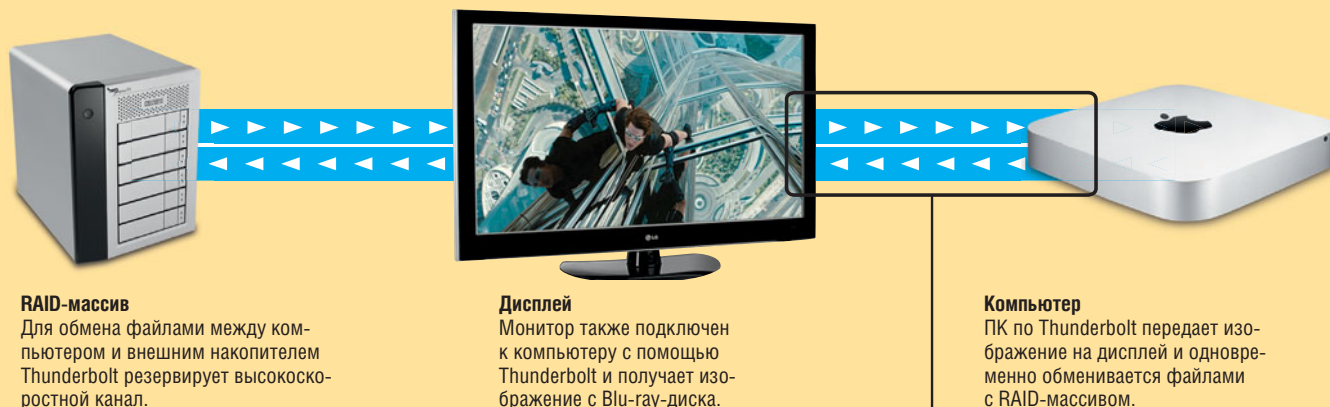 RAID-массив
Для обмена файлами между ком-
пьютером и внешним накопителем
Thunderbolt резервирует высокоско-
ростной канал.
LG
Дисплей
Монитор также подключен
к компьютеру с помощью
Thunderbolt и получает изо-
бражение с Blu-ray-диска.
Компьютер
ПК по Thunderbolt передает изо-
бражение на дисплей и одновре-
менно обменивается файлами
с RAID-массивом.